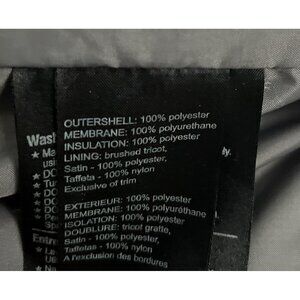 OUTERSHELL: 100% polyester
MEMBRANE: 100% polyurethane
INSULATION: 100% polyester
LINING: brushed tricot,
Satin - 100% polyester,
Taffeta - 100% nylon
Exclusive of trim
EXTERIEUR: 100% polyester
MEMBRANE: 100% polyuréthane
ISOLATION: 100% polyester
DOUBLURE: tricot gratté,
Satin - 100% polyester,
Taffetas - 100% nylon
A l'exclusion des bordures
Wash